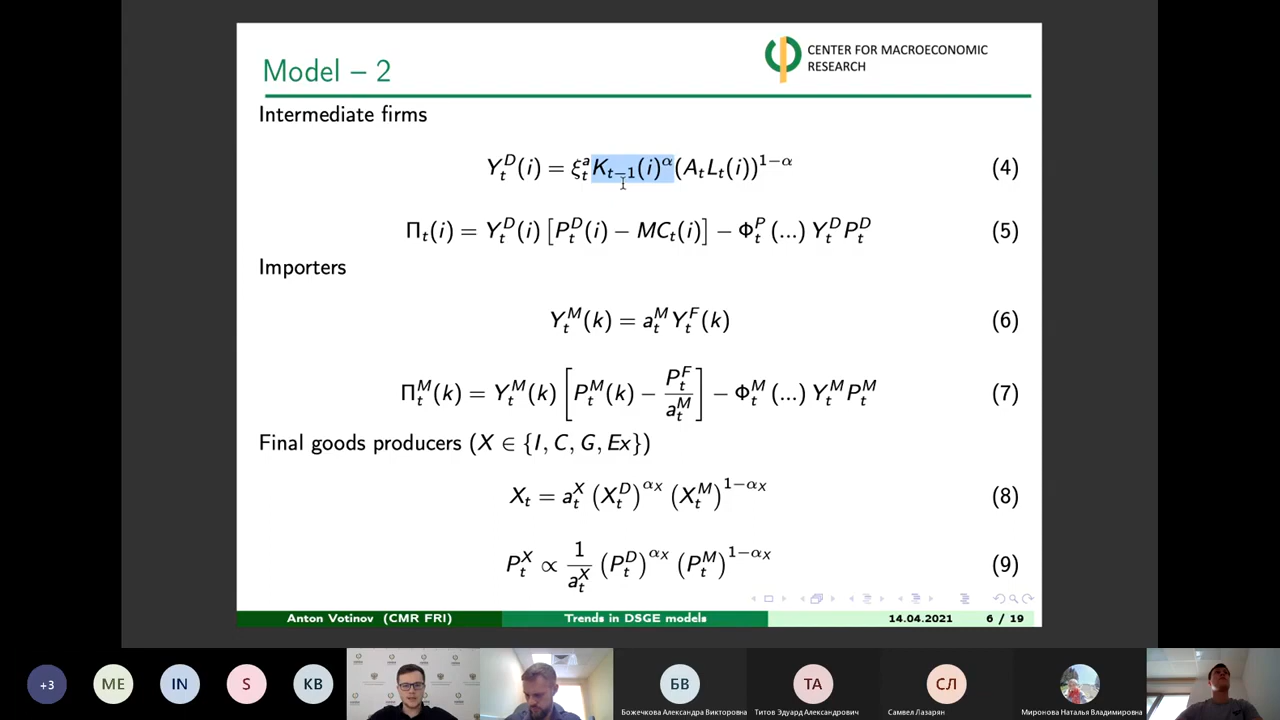 CENTER FOR MACROECONOMIC
RESEARCH
Model – 2
Intermediate firms
Y_t^D(i) = ξ_t^a K_{t−1}(i)^α (A_t L_t(i))^{1−α} (4)
Π_t(i) = Y_t^D(i) [P_t^D(i) − MC_t(i)] − Φ_t^P (...) Y_t^D P_t^D (5)
Importers
Y_t^M(k) = a_t^M Y_t^F(k) (6)
Π_t^M(k) = Y_t^M(k) [P_t^M(k) − P_t^F / a_t^M] − Φ_t^M (...) Y_t^M P_t^M (7)
Final goods producers (X ∈ {I, C, G, Ex})
X_t = a_t^X (X_t^D)^{α_X} (X_t^M)^{1−α_X} (8)
P_t^X ∝ 1 / a_t^X (P_t^D)^{α_X} (P_t^M)^{1−α_X} (9)
Anton Votinov (CMR FRI) Trends in DSGE models 14.04.2021 6 / 19
+3 ME IN S KB БВ ТА СЛ
Божечкова Александра Викторовна Титов Эдуард Александрович Самвел Лазарян Миронова Наталья Владимировна